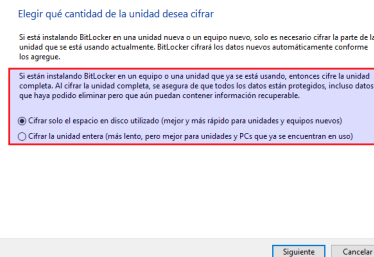 Elegir qué cantidad de la unidad desea cifrar
Si está instalando BitLocker en una unidad nueva o un equipo nuevo, solo es necesario cifrar la parte de la
unidad que se está usando actualmente. BitLocker cifrará los datos nuevos automáticamente conforme
los agregue.
Si están instalando BitLocker en un equipo o una unidad que ya se está usando, entonces cifre la unidad
completa. Al cifrar la unidad completa, se asegura de que todos los datos están protegidos, incluso datos
que haya podido eliminar pero que aún puedan contener información recuperable.
Cifrar solo el espacio en disco utilizado (mejor y más rápido para unidades y equipos nuevos)
Cifrar la unidad entera (más lento, pero mejor para unidades y PCs que ya se encuentran en uso)
Siguiente Cancelar